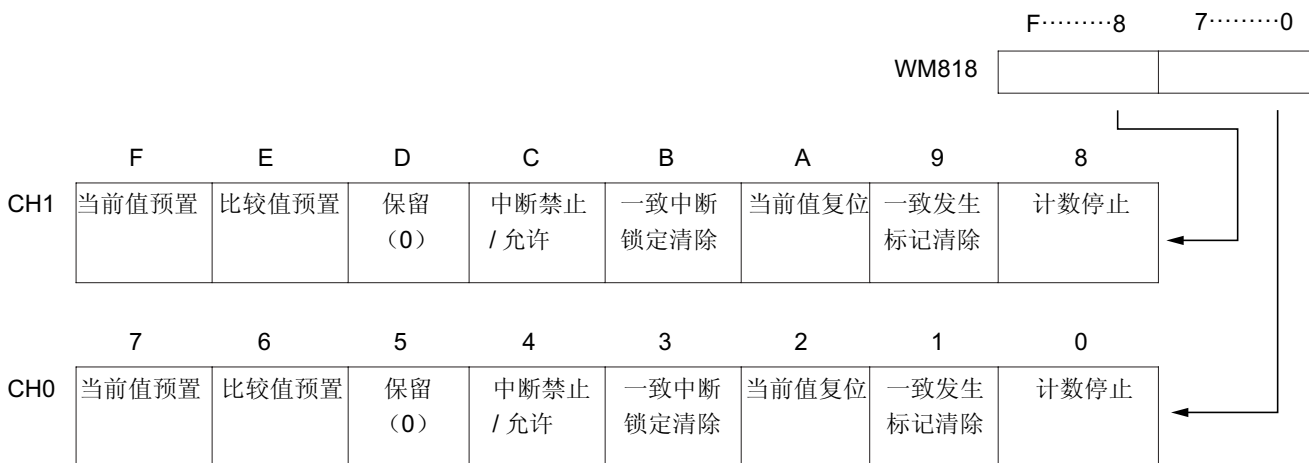 F·········8 7·········0
WM818
F E D C B A 9 8
CH1 当前值预置 比较值预置 保留 中断禁止 一致中断 当前值复位 一致发生 计数停止
（0） / 允许 锁定清除 标记清除
7 6 5 4 3 2 1 0
CH0 当前值预置 比较值预置 保留 中断禁止 一致中断 当前值复位 一致发生 计数停止
（0） / 允许 锁定清除 标记清除